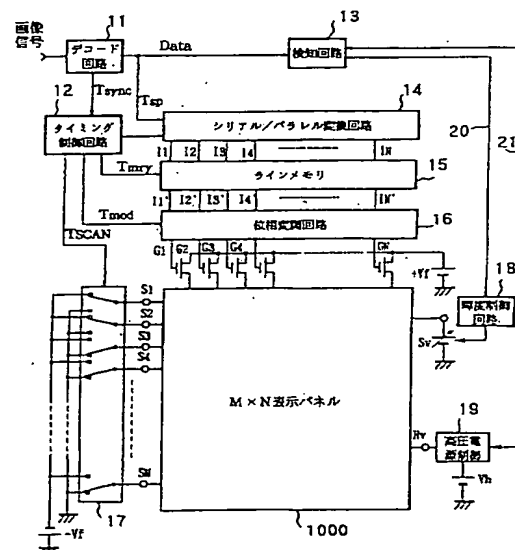 画像
信号
11
デコード
回路
Data
13
検知回路
Tsync
Tsp
12
タイミング
制御回路
14
シリアル/パラレル変換回路
20
21
I1 I2 I3 I4 IN
Tmry
ラインメモリ
15
I1' I2' I3' I4' IN'
Tmod
位相変調回路
16
TSCAN
G1 G2 G3 G4 GN
+Vf
18
輝度制御
回路
S1
S2
S3
S4
Sv
M×N表示パネル
19
高圧電
源制御
Hv
Vh
SM
17
-Vf
1000